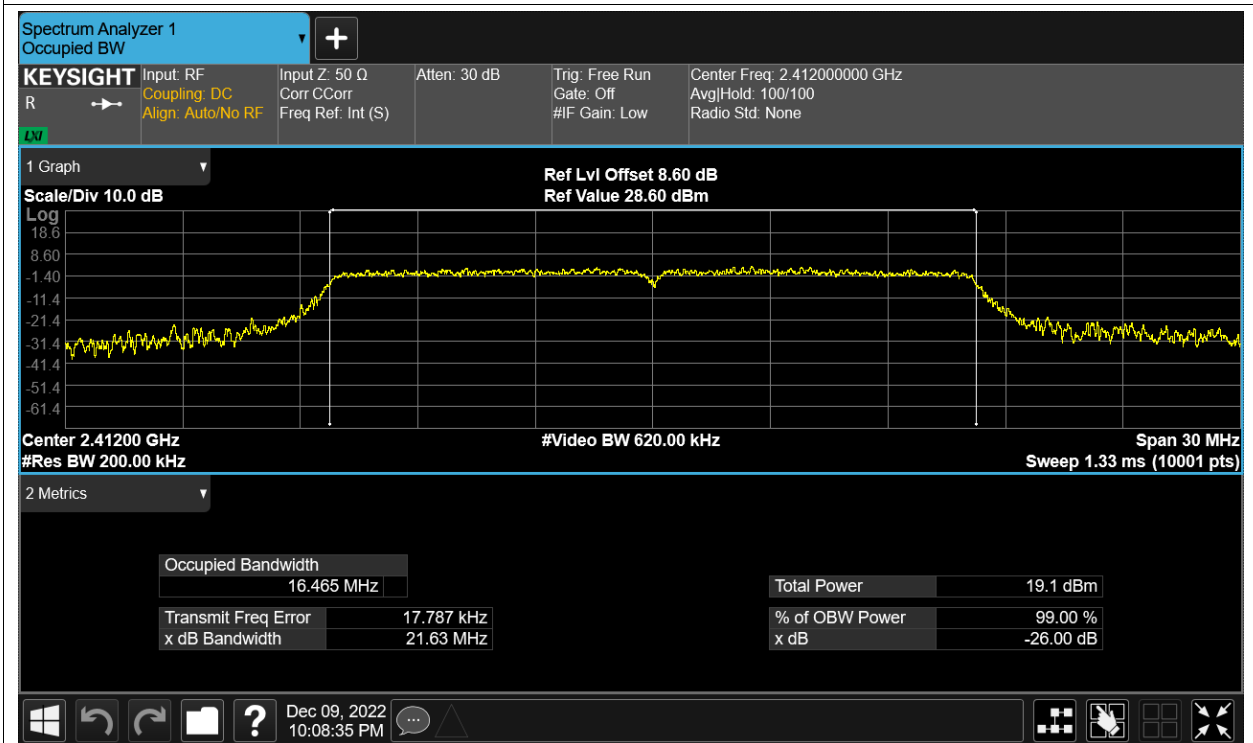 Spectrum Analyzer 1
Occupied BW
KEYSIGHT
R
LXI
Input: RF
Coupling: DC
Align: Auto/No RF
Input Z: 50 Ω
Corr CCorr
Freq Ref: Int (S)
Atten: 30 dB
Trig: Free Run
Gate: Off
#IF Gain: Low
Center Freq: 2.412000000 GHz
Avg|Hold: 100/100
Radio Std: None
1 Graph
Scale/Div 10.0 dB
Ref Lvl Offset 8.60 dB
Ref Value 28.60 dBm
Log
18.6
8.60
-1.40
-11.4
-21.4
-31.4
-41.4
-51.4
-61.4
Center 2.41200 GHz
#Res BW 200.00 kHz
#Video BW 620.00 kHz
Span 30 MHz
Sweep 1.33 ms (10001 pts)
2 Metrics
Occupied Bandwidth
16.465 MHz
Transmit Freq Error 17.787 kHz
x dB Bandwidth 21.63 MHz
Total Power 19.1 dBm
% of OBW Power 99.00 %
x dB -26.00 dB
Dec 09, 2022
10:08:35 PM